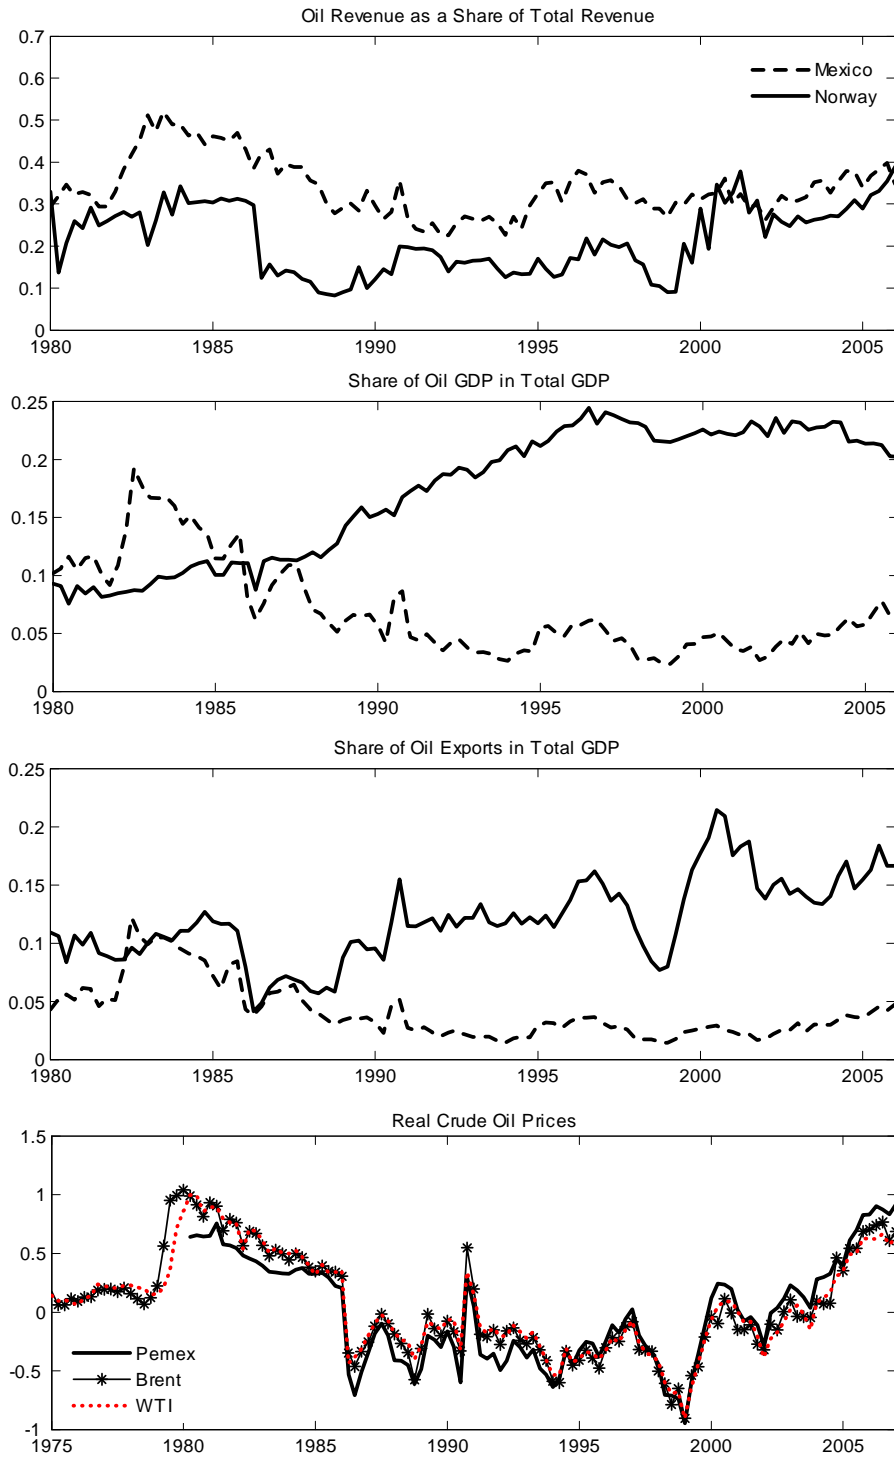 Oil Revenue as a Share of Total Revenue
0.7
0.6
0.5
0.4
0.3
0.2
0.1
0
Mexico
Norway
1980 1985 1990 1995 2000 2005
Share of Oil GDP in Total GDP
0.25
0.2
0.15
0.1
0.05
0
1980 1985 1990 1995 2000 2005
Share of Oil Exports in Total GDP
0.25
0.2
0.15
0.1
0.05
0
1980 1985 1990 1995 2000 2005
Real Crude Oil Prices
1.5
1
0.5
0
-0.5
-1
Pemex
Brent
WTI
1975 1980 1985 1990 1995 2000 2005